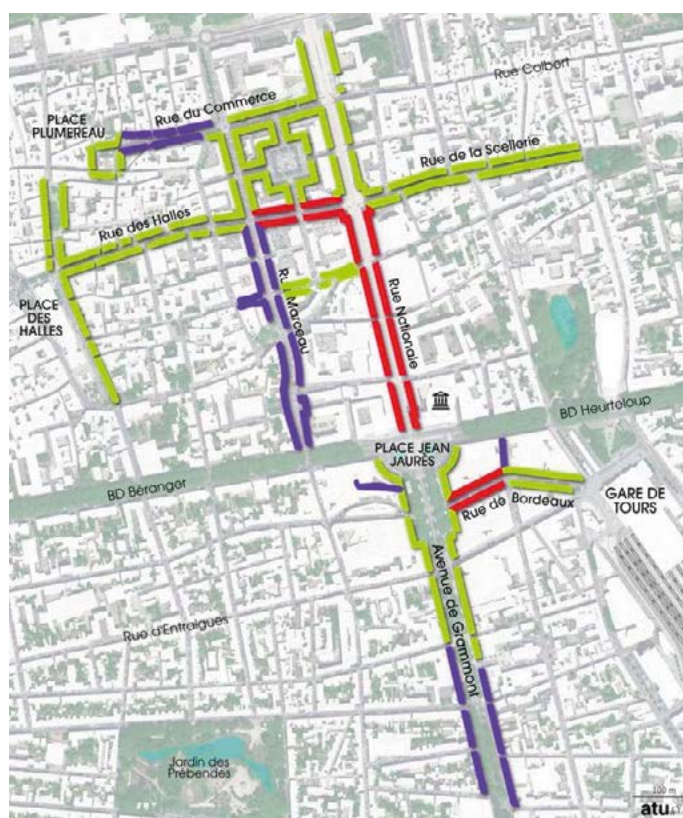 Rue Colbert
Rue du Commerce
PLACE
PLUMEREAU
Rue de la Scellerie
Rue des Halles
PLACE
DES
HALLES
Rue Marceau
Rue Nationale
BD Heurteloup
PLACE JEAN
JAURÈS
BD Béranger
GARE DE
TOURS
Rue de Bordeaux
Avenue de Grammont
Rue d'Entraigues
Jardin des
Prébendes
100 m
atu